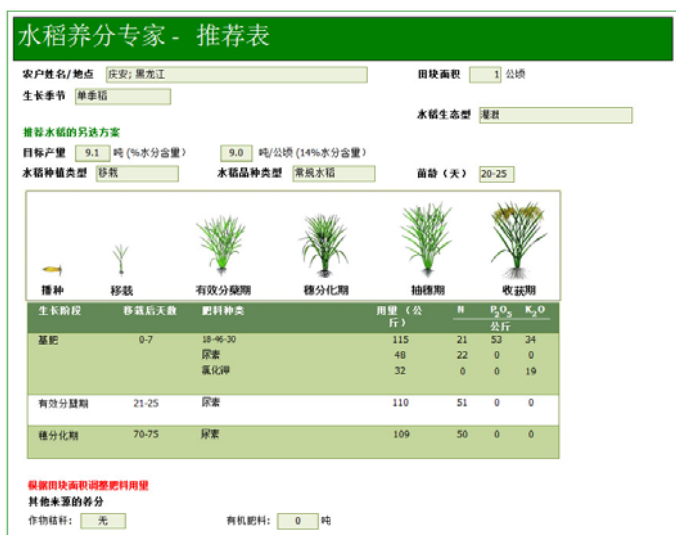 水稻养分专家 - 推荐表
农户姓名/地点 庆安; 黑龙江 田块面积 1 公顷
生长季节 单季稻
水稻生态型 灌溉
推荐水稻的另选方案
目标产量 9.1 吨 (%水分含量) 9.0 吨/公顷 (14%水分含量)
水稻种植类型 移栽 水稻品种类型 常规水稻 苗龄 (天) 20-25
播种 移栽 有效分蘖期 穗分化期 抽穗期 收获期
生长阶段 移栽后天数 肥料种类 用量 (公斤) N P2O5 K2O
公斤
基肥 0-7 18-46-30 115 21 53 34
尿素 48 22 0 0
氯化钾 32 0 0 19
有效分蘖期 21-25 尿素 110 51 0 0
穗分化期 70-75 尿素 109 50 0 0
根据田块面积调整肥料用量
其他来源的养分
作物秸秆: 无 有机肥料: 0 吨